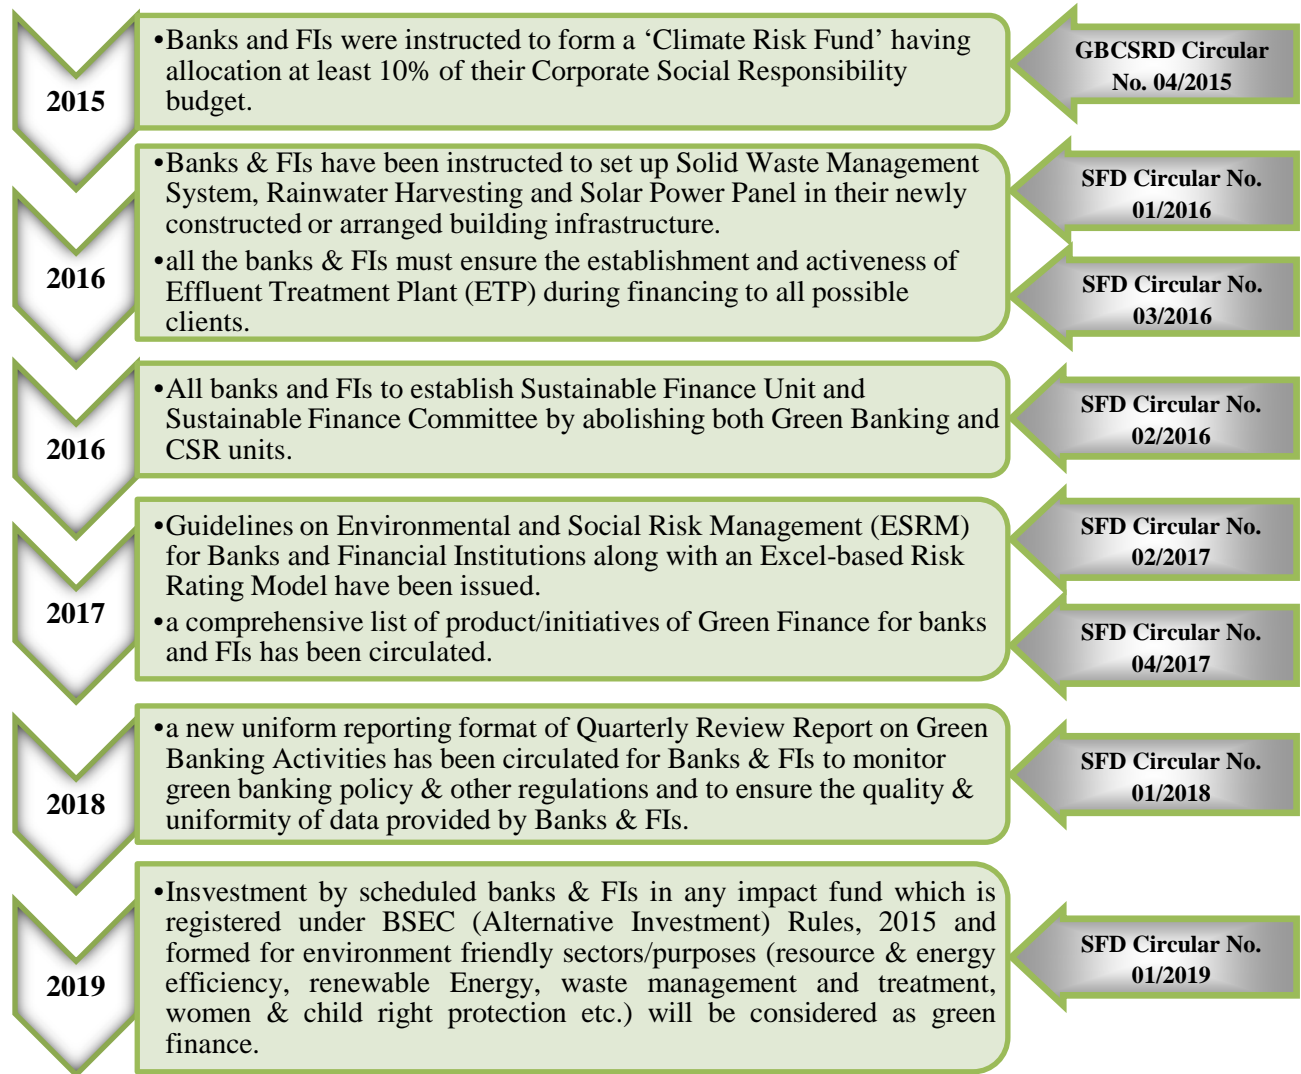 2015
•Banks and FIs were instructed to form a ‘Climate Risk Fund’ having
allocation at least 10% of their Corporate Social Responsibility
budget.
GBCSRD Circular
No. 04/2015
2016
•Banks & FIs have been instructed to set up Solid Waste Management
System, Rainwater Harvesting and Solar Power Panel in their newly
constructed or arranged building infrastructure.
•all the banks & FIs must ensure the establishment and activeness of
Effluent Treatment Plant (ETP) during financing to all possible
clients.
SFD Circular No.
01/2016
SFD Circular No.
03/2016
2016
•All banks and FIs to establish Sustainable Finance Unit and
Sustainable Finance Committee by abolishing both Green Banking and
CSR units.
SFD Circular No.
02/2016
2017
•Guidelines on Environmental and Social Risk Management (ESRM)
for Banks and Financial Institutions along with an Excel-based Risk
Rating Model have been issued.
•a comprehensive list of product/initiatives of Green Finance for banks
and FIs has been circulated.
SFD Circular No.
02/2017
SFD Circular No.
04/2017
2018
•a new uniform reporting format of Quarterly Review Report on Green
Banking Activities has been circulated for Banks & FIs to monitor
green banking policy & other regulations and to ensure the quality &
uniformity of data provided by Banks & FIs.
SFD Circular No.
01/2018
2019
•Insvestment by scheduled banks & FIs in any impact fund which is
registered under BSEC (Alternative Investment) Rules, 2015 and
formed for environment friendly sectors/purposes (resource & energy
efficiency, renewable Energy, waste management and treatment,
women & child right protection etc.) will be considered as green
finance.
SFD Circular No.
01/2019